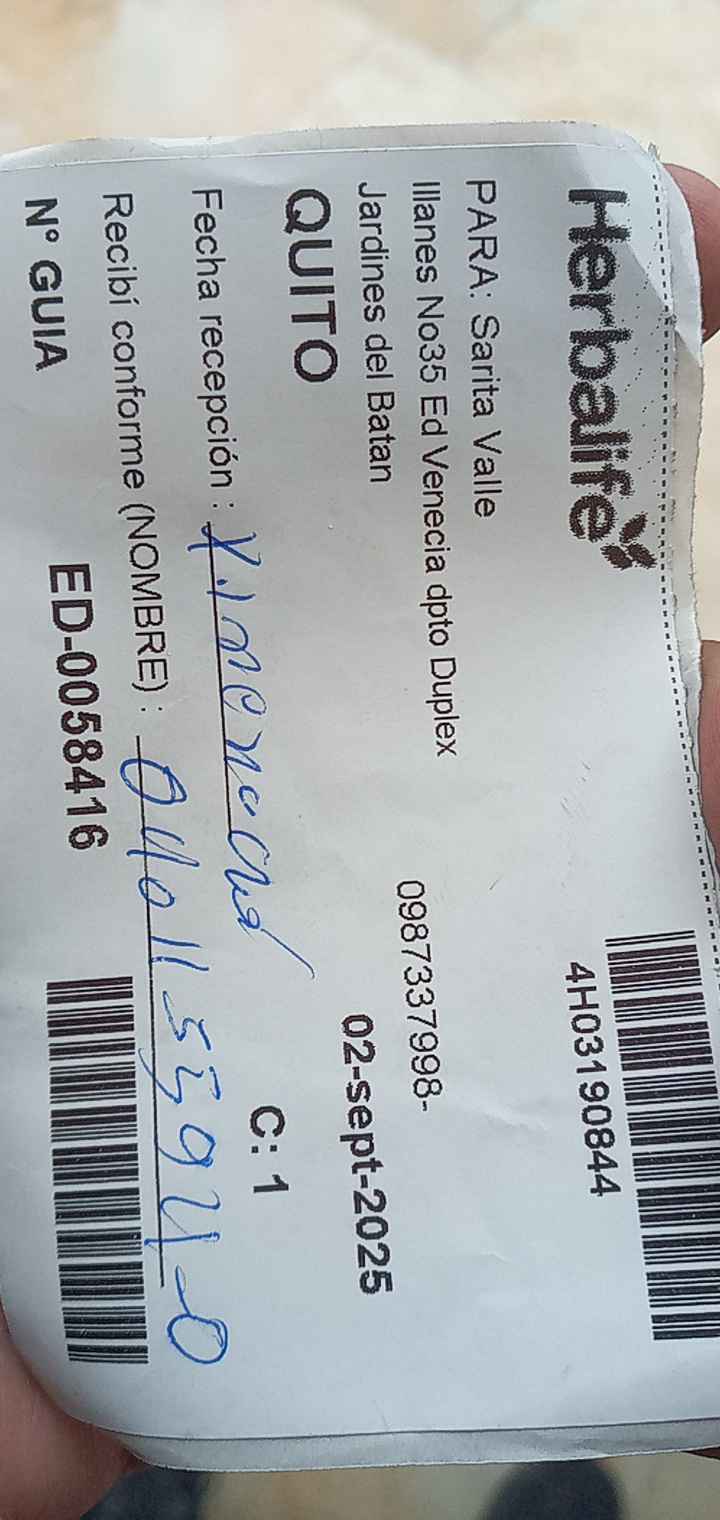 Herbalife
4H03190844
PARA: Sarita Valle
Illanes No35 Ed Venecia dpto Duplex 0987337998-
Jardines del Batan
QUITO 02-sept-2025
Fecha recepción :
C: 1
Recibí conforme (NOMBRE) :
N° GUIA ED-0058416